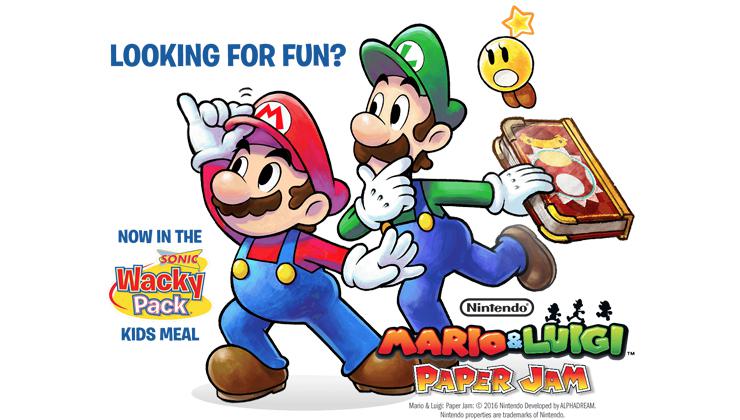 LOOKING FOR FUN?
L
M
NOW IN THE
SONIC
Wacky
Pack®
KIDS MEAL
Nintendo®
MARIO & LUIGI™
PAPER JAM
Mario & Luigi: Paper Jam: © 2016 Nintendo Developed by ALPHADREAM.
Nintendo properties are trademarks of Nintendo.